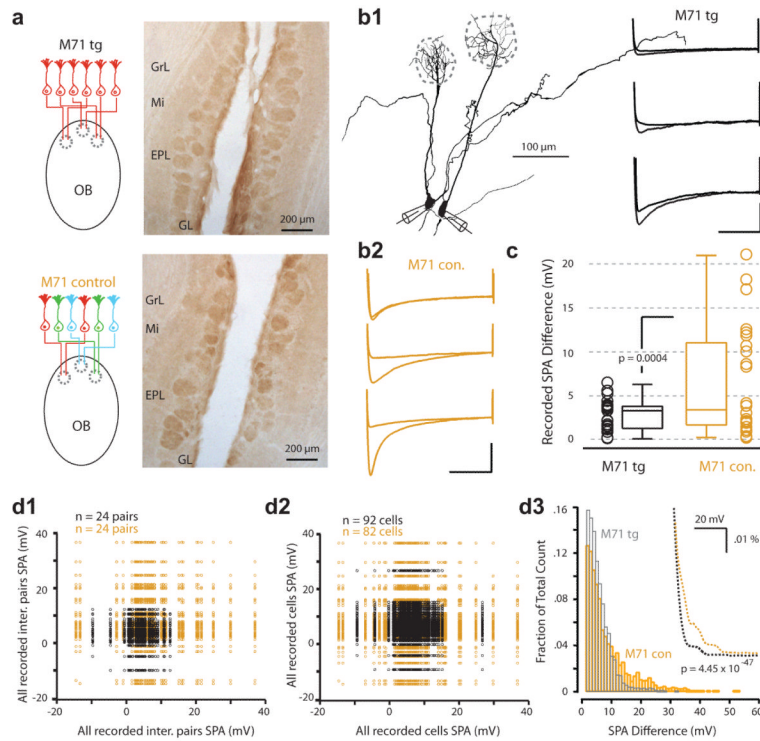 a
M71 tg
OB
GrL
Mi
EPL
GL
200 µm
M71 control
OB
GrL
Mi
EPL
GL
200 µm
b1
M71 tg
100 µm
b2
M71 con.
c
Recorded SPA Difference (mV)
20
15
10
5
0
p = 0.0004
M71 tg
M71 con.
d1
n = 24 pairs
n = 24 pairs
All recorded inter. pairs SPA (mV)
40
20
0
-20
-20
0
20
40
All recorded inter. pairs SPA (mV)
d2
n = 92 cells
n = 82 cells
All recorded cells SPA (mV)
40
20
0
-20
-20
0
20
40
All recorded cells SPA (mV)
d3
Fraction of Total Count
.16
.12
.08
.04
0
M71 tg
M71 con
20 mV
.01 %
p = 4.45 x 10⁻⁴⁷
0
10
20
30
40
50
60
SPA Difference (mV)